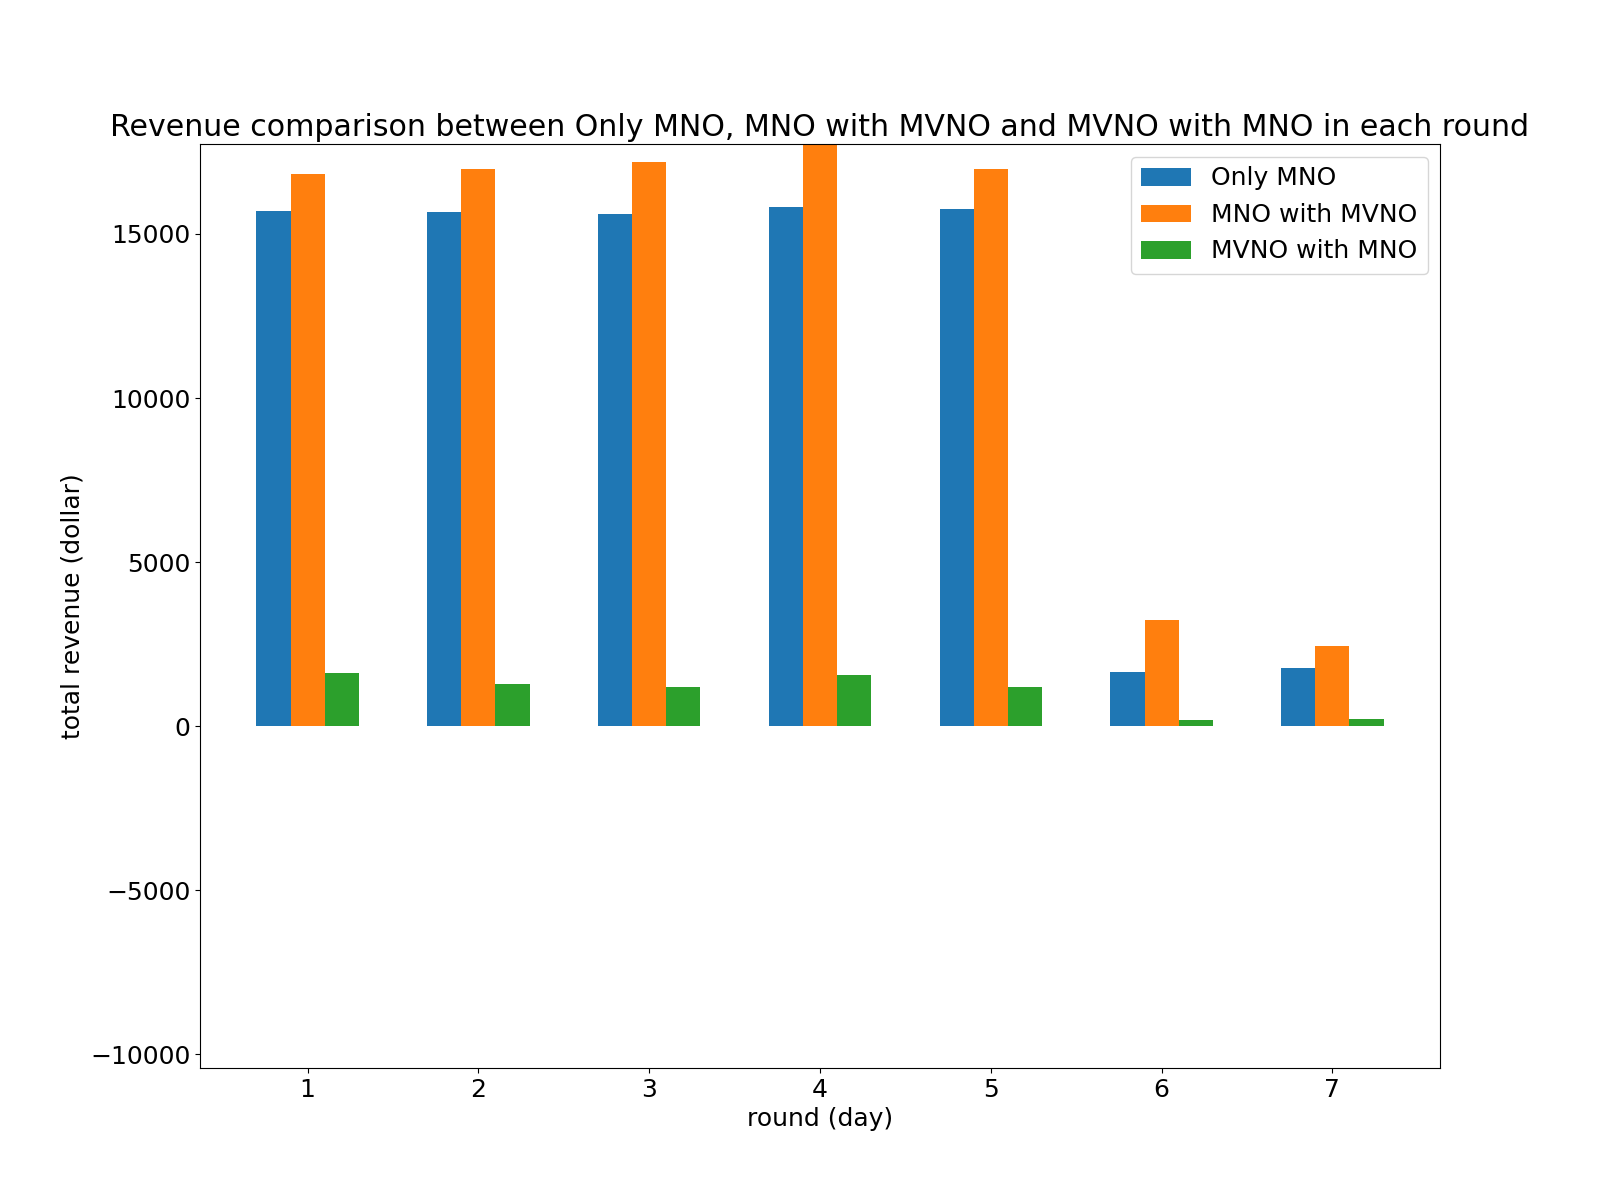 Revenue comparison between Only MNO, MNO with MVNO and MVNO with MNO in each round
Only MNO
MNO with MVNO
MVNO with MNO
total revenue (dollar)
15000
10000
5000
0
−5000
−10000
1 2 3 4 5 6 7
round (day)